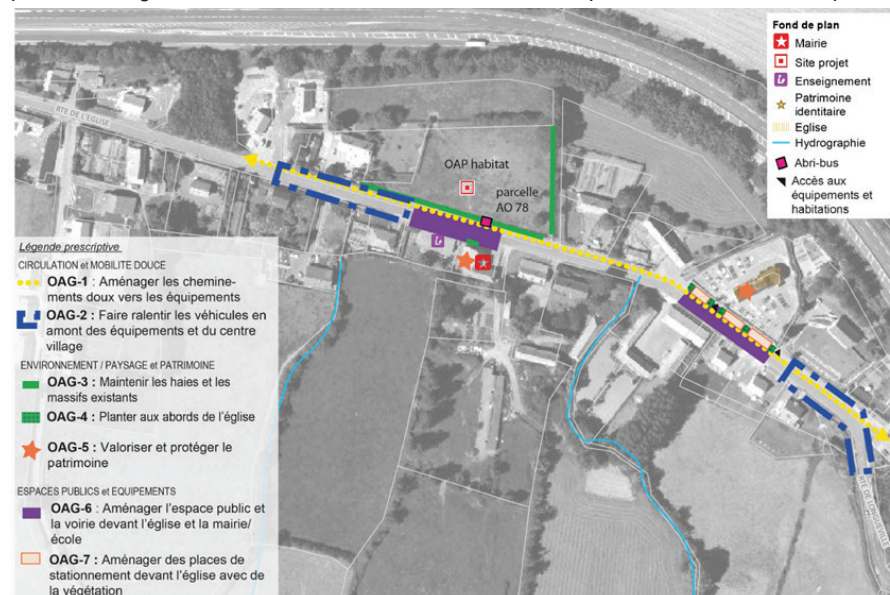 Fond de plan
Mairie
Site projet
Enseignement
Patrimoine
identitaire
Eglise
Hydrographie
Abri-bus
Accès aux
équipements et
habitations
RTE DE L'EGLISE
OAP habitat
parcelle
AO 78
Légende prescriptive
CIRCULATION et MOBILITE DOUCE
OAG-1 : Aménager les chemine-
ments doux vers les équipements
OAG-2 : Faire ralentir les véhicules en
amont des équipements et du centre
village
ENVIRONNEMENT / PAYSAGE et PATRIMOINE
OAG-3 : Maintenir les haies et les
massifs existants
OAG-4 : Planter aux abords de l'église
OAG-5 : Valoriser et protéger le
patrimoine
ESPACES PUBLICS et EQUIPEMENTS
OAG-6 : Aménager l'espace public et
la voirie devant l'église et la mairie/
école
OAG-7 : Aménager des places de
stationnement devant l'église avec de
la végétation
RTE DE LONGEVILLE